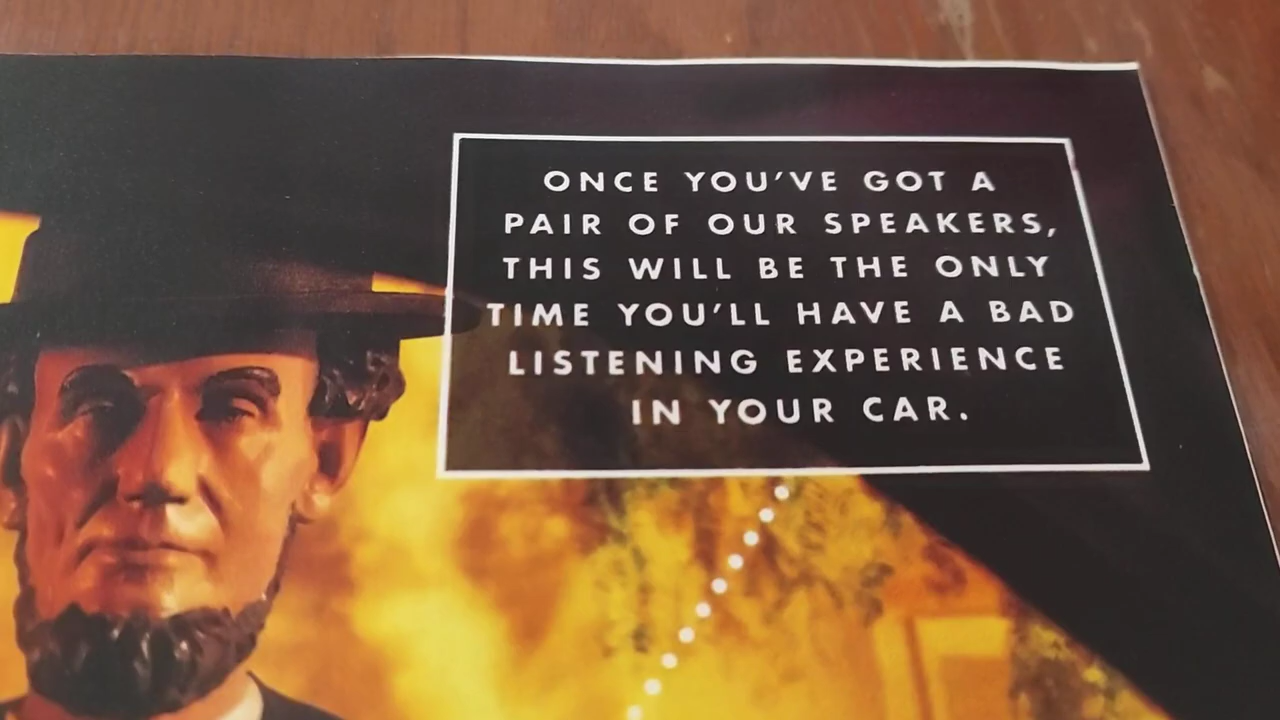 ONCE YOU'VE GOT A
PAIR OF OUR SPEAKERS,
THIS WILL BE THE ONLY
TIME YOU'LL HAVE A BAD
LISTENING EXPERIENCE
IN YOUR CAR.